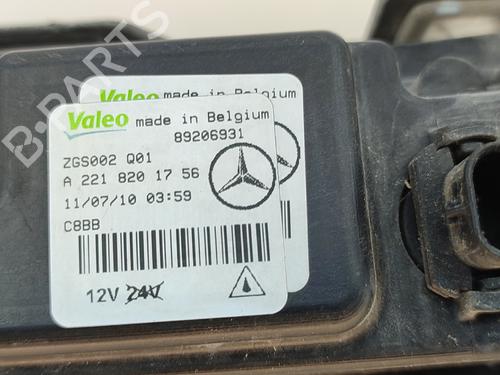 Valeo made in Belgium
Valeo made in Belgium
89206931
ZGS002 Q01
A 221 820 17 56
11/07/10 03:59
C8BB
12V 24V
B-PARTS